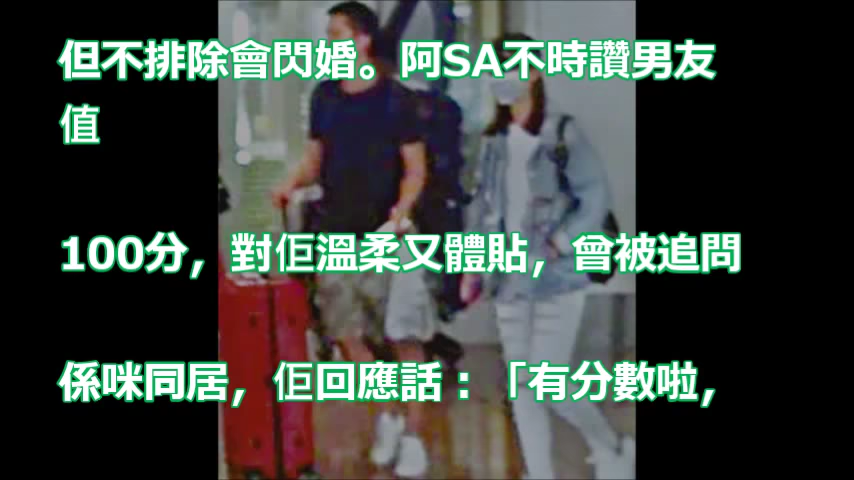 但不排除會閃婚。阿SA不時讚男友
值
100分，對佢溫柔又體貼，曾被追問
係咪同居，佢回應話：「有分數啦，